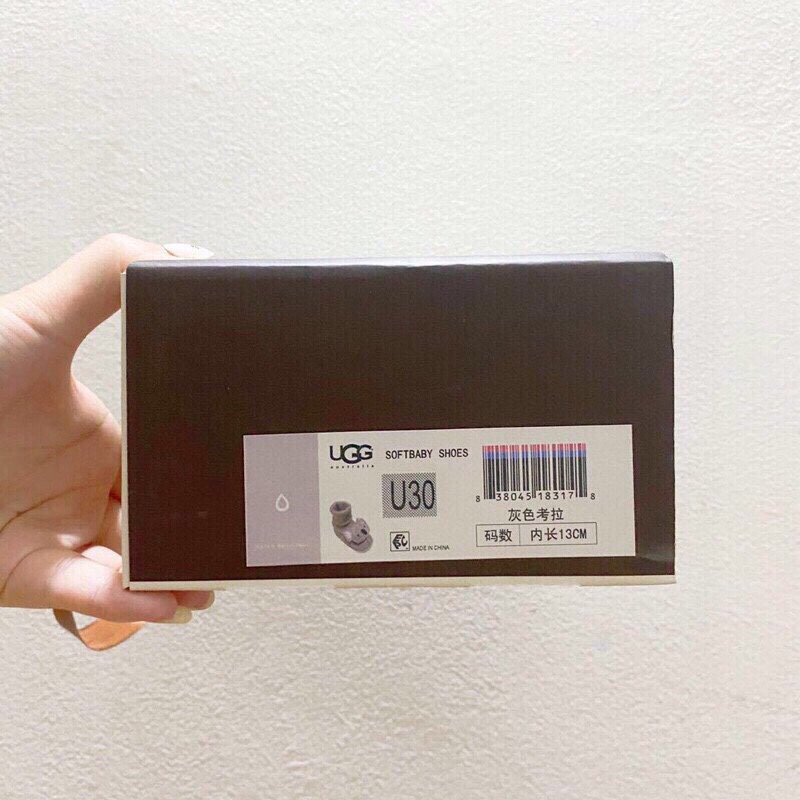 UGG
australia
SOFTBABY SHOES
U30
MADE IN CHINA
8 38045 18317 8
灰色考拉
码数 内长13CM